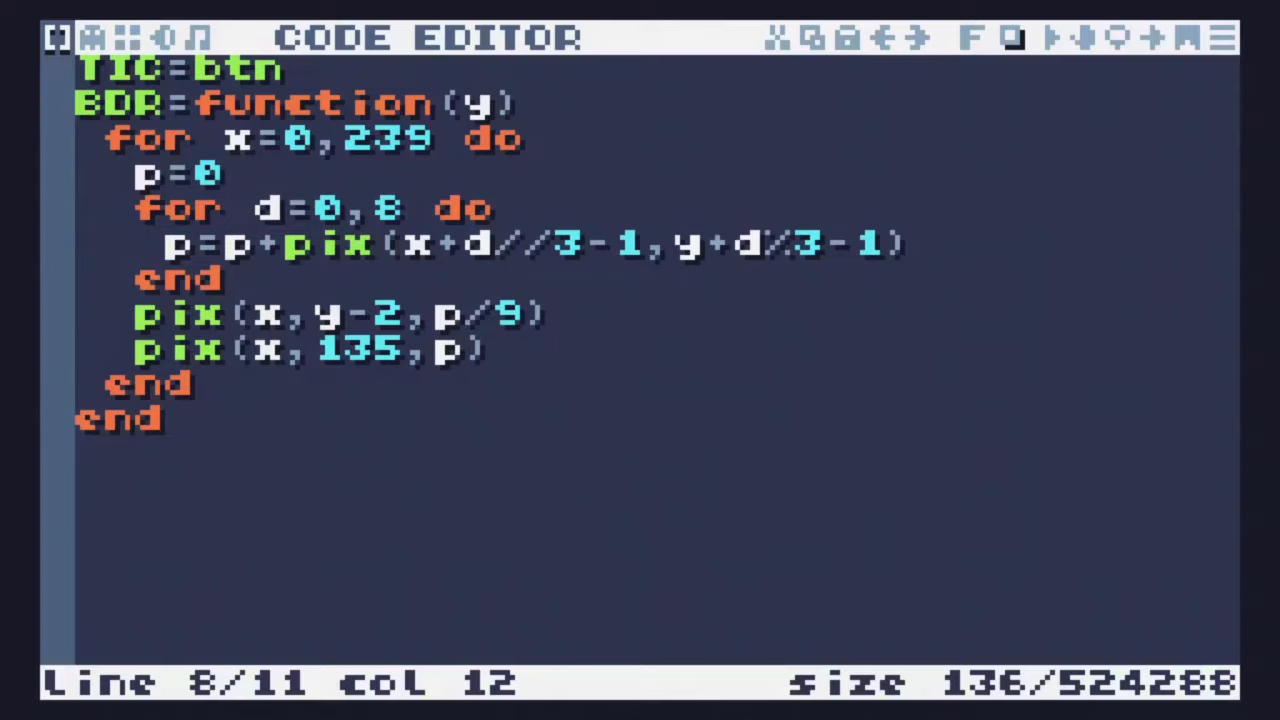 CODE EDITOR F
TIC=btn
BDR=function(y)
for x=0,239 do
p=0
for d=0,8 do
p=p+pix(x+d//3-1,y+d%3-1)
end
pix(x,y-2,p/9)
pix(x,135,p)
end
end
line 8/11 col 12 size 136/524288